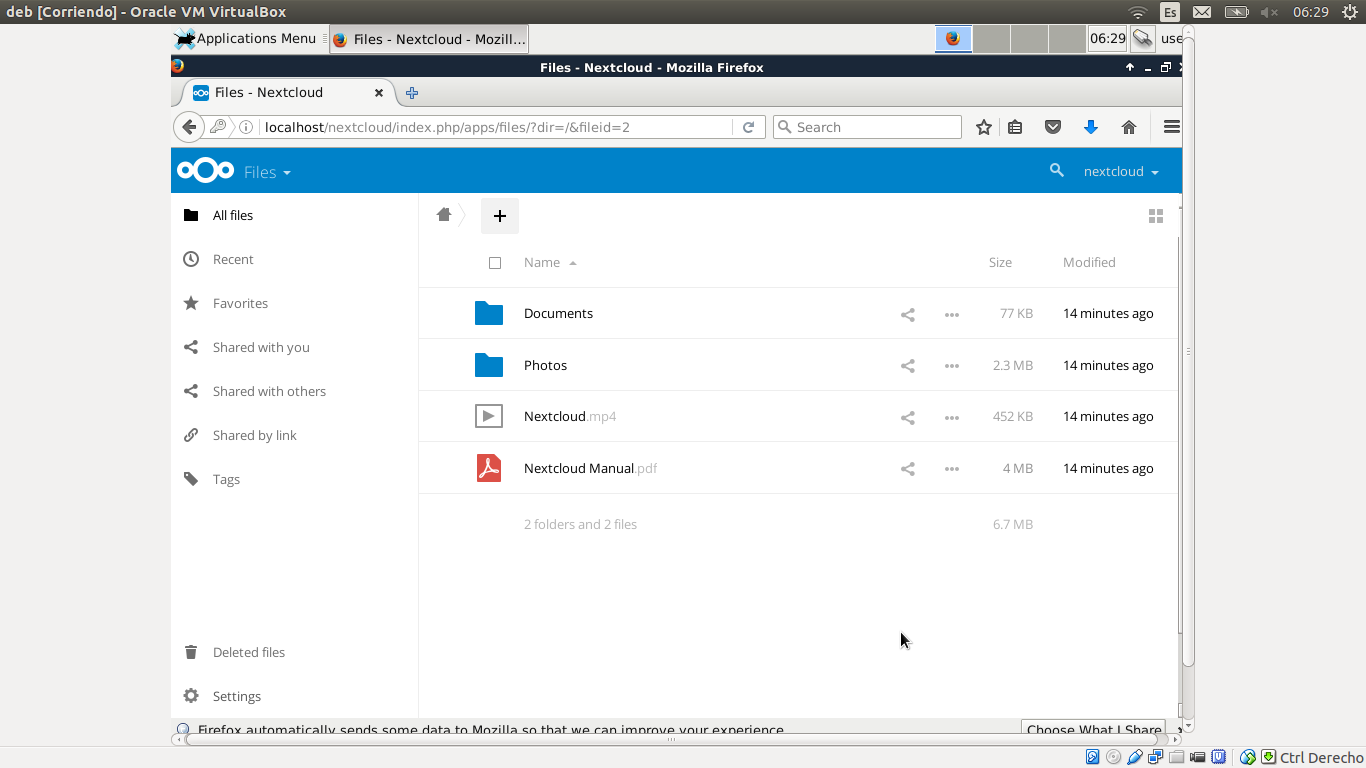 deb [Corriendo] - Oracle VM VirtualBox
Es
06:29
Applications Menu
Files - Nextcloud - Mozill...
06:29
use
Files - Nextcloud - Mozilla Firefox
Files - Nextcloud
localhost/nextcloud/index.php/apps/files/?dir=/&fileid=2
Search
Files
nextcloud
All files
Recent
Favorites
Shared with you
Shared with others
Shared by link
Tags
Deleted files
Settings
Name
Size
Modified
Documents 77 KB 14 minutes ago
Photos 2.3 MB 14 minutes ago
Nextcloud.mp4 452 KB 14 minutes ago
Nextcloud Manual.pdf 4 MB 14 minutes ago
2 folders and 2 files 6.7 MB
Firefox automatically sends some data to Mozilla so that we can improve your experience
Choose What I Share
Ctrl Derecho